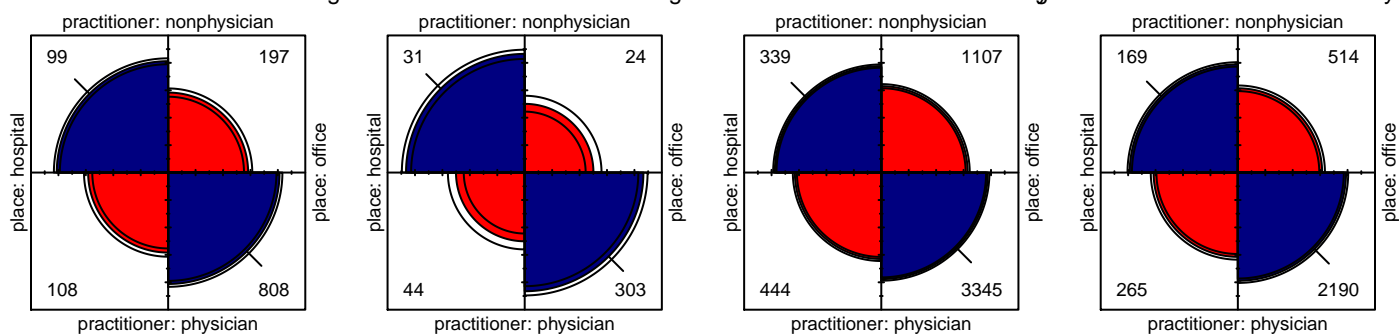 practitioner: nonphysician
99 197
place: hospital
place: office
108 808
practitioner: physician
practitioner: nonphysician
31 24
place: hospital
place: office
44 303
practitioner: physician
practitioner: nonphysician
339 1107
place: hospital
place: office
444 3345
practitioner: physician
practitioner: nonphysician
169 514
place: hospital
place: office
265 2190
practitioner: physician